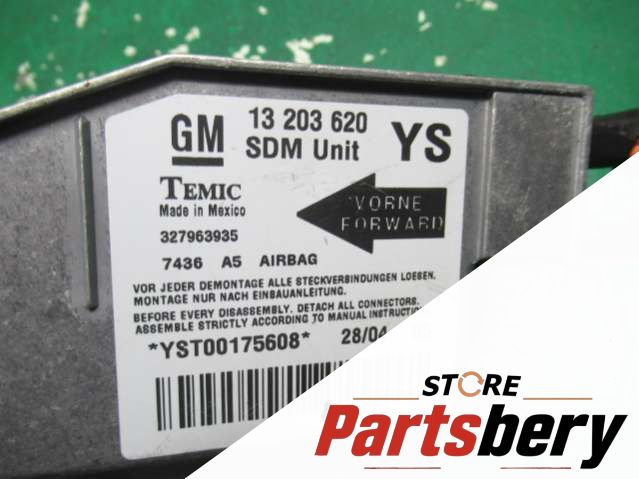 GM
13 203 620
SDM Unit
YS
TEMIC
Made in Mexico
327963935
VORNE
FORWARD
7436 A5 AIRBAG
VOR JEDER DEMONTAGE ALLE STECKVERBINDUNGEN LOESEN.
MONTAGE NUR NACH EINBAUANLEITUNG.
BEFORE EVERY DISASSEMBLY. DETACH ALL CONNECTORS.
ASSEMBLE STRICTLY ACCORDING TO MANUAL INSTRUCTION
*YST00175608* 28/04
STORE
Partsbery